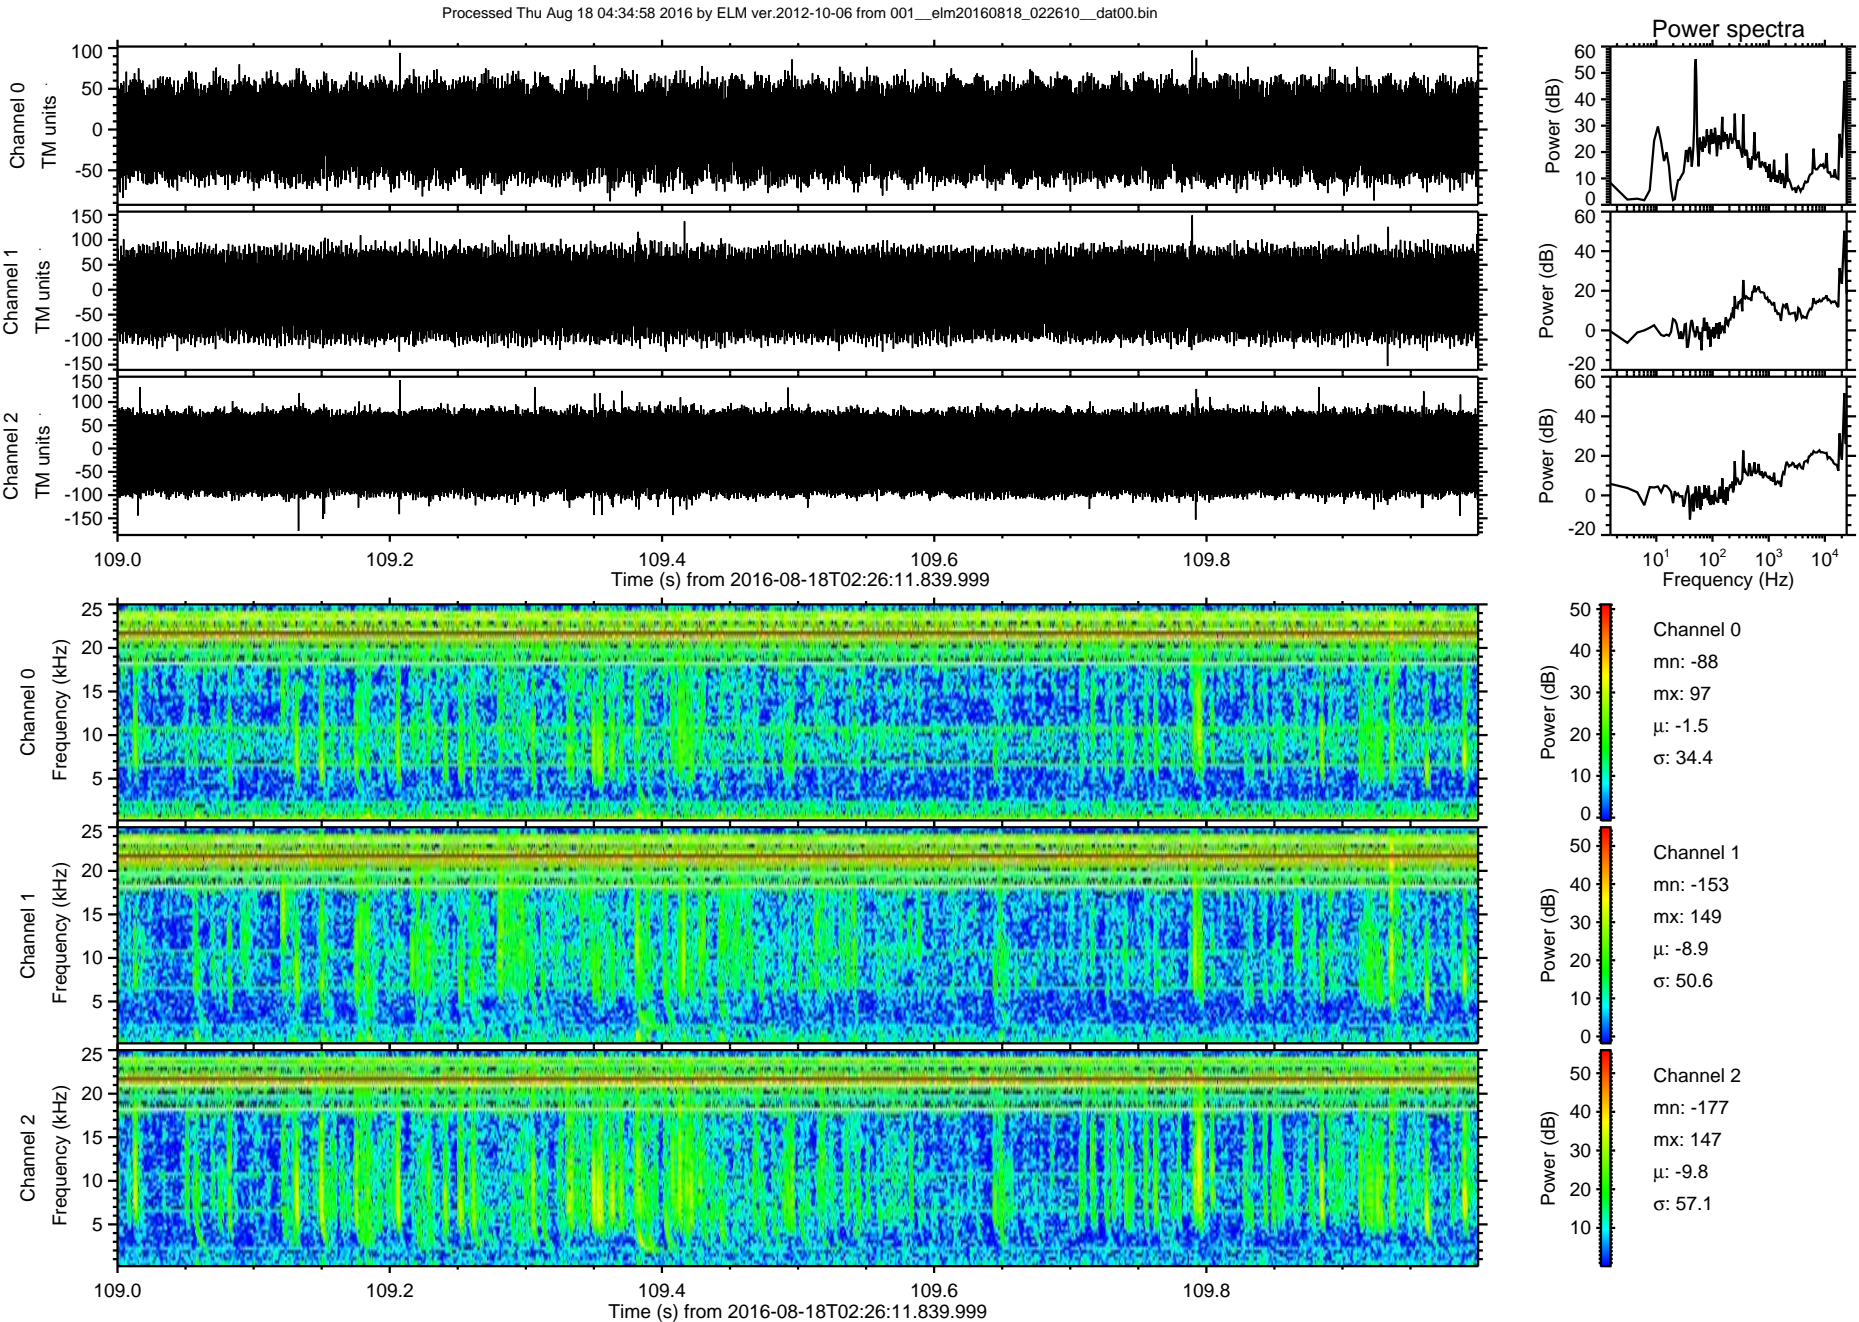 Processed Thu Aug 18 04:34:58 2016 by ELM ver.2012-10-06 from 001__elm20160818_022610__dat00.bin
Power spectra
Channel 0
TM units
100
50
0
-50
Power (dB)
60
50
40
30
20
10
0
Channel 1
TM units
150
100
50
0
-50
-100
-150
Power (dB)
60
40
20
0
-20
Channel 2
TM units
150
100
50
0
-50
-100
-150
Power (dB)
60
40
20
0
-20
109.0 109.2 109.4 109.6 109.8
Time (s) from 2016-08-18T02:26:11.839.999
10¹ 10² 10³ 10⁴
Frequency (Hz)
Channel 0
Frequency (kHz)
25
20
15
10
5
Power (dB)
50
40
30
20
10
0
Channel 0
mn: -88
mx: 97
µ: -1.5
σ: 34.4
Channel 1
Frequency (kHz)
25
20
15
10
5
Power (dB)
50
40
30
20
10
0
Channel 1
mn: -153
mx: 149
µ: -8.9
σ: 50.6
Channel 2
Frequency (kHz)
25
20
15
10
5
Power (dB)
50
40
30
20
10
Channel 2
mn: -177
mx: 147
µ: -9.8
σ: 57.1
109.0 109.2 109.4 109.6 109.8
Time (s) from 2016-08-18T02:26:11.839.999